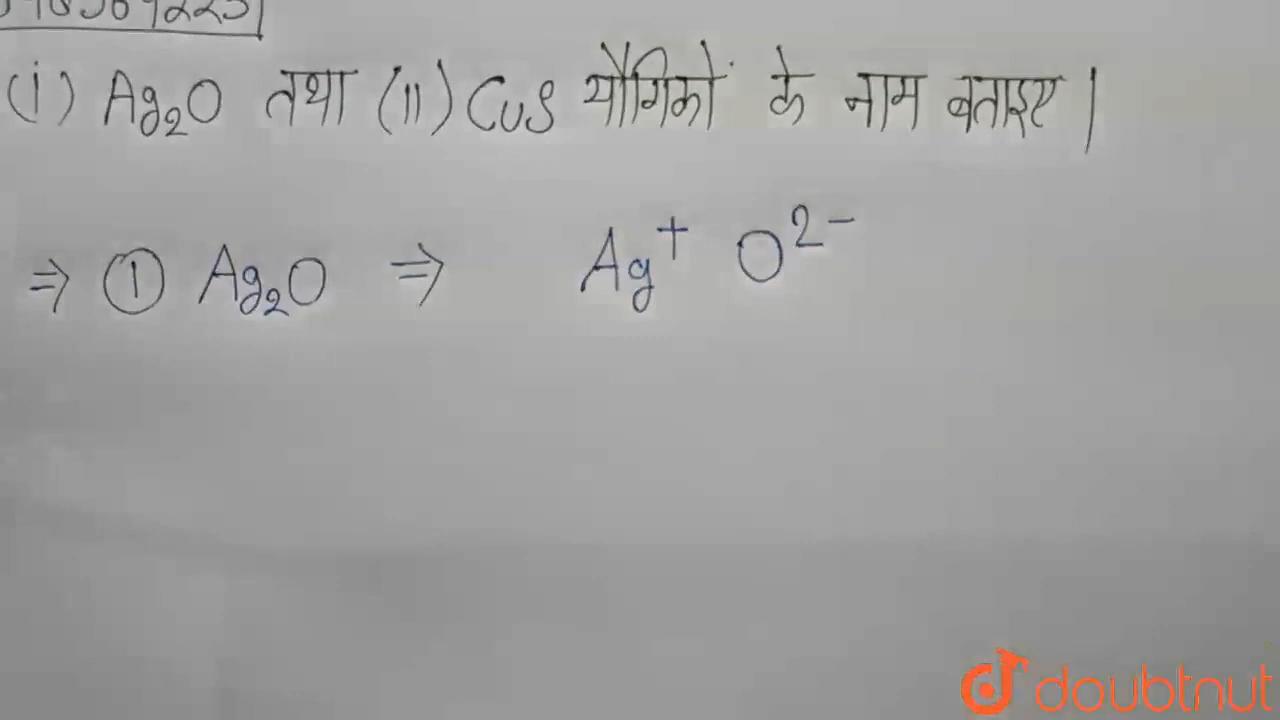 (i) Ag₂O तथा (ii) CuS यौगिकों के नाम बताइए |
⇒ ① Ag₂O ⇒ Ag⁺ O²⁻
doubtnut